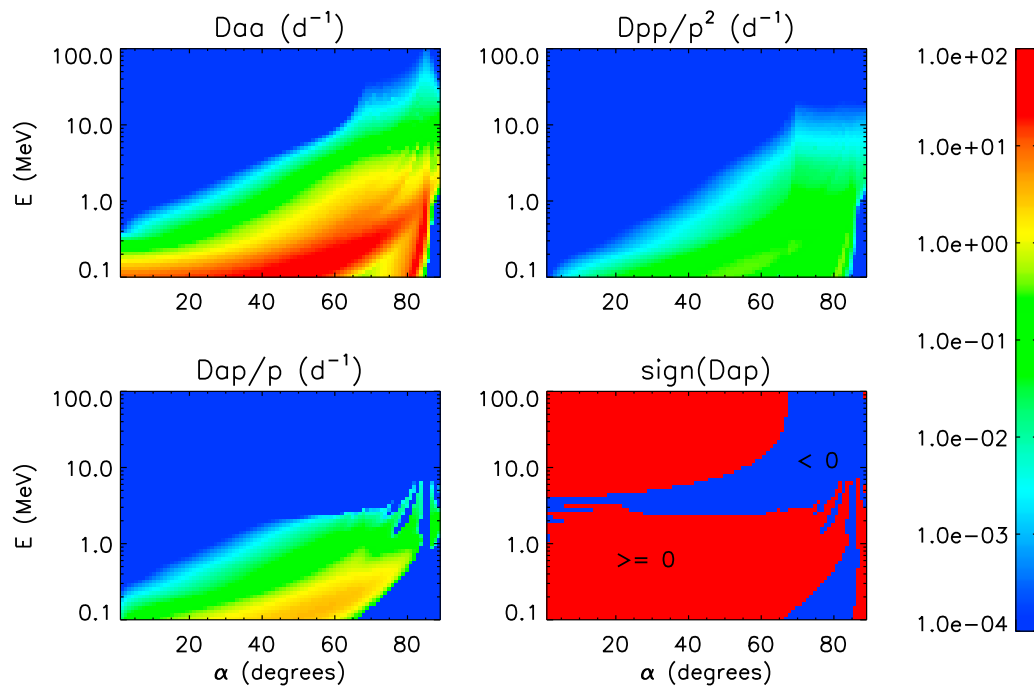 Daa (d⁻¹)
Dpp/p² (d⁻¹)
E (MeV)
100.0
10.0
1.0
0.1
20 40 60 80
100.0
10.0
1.0
0.1
20 40 60 80
1.0e+02
1.0e+01
1.0e+00
1.0e−01
1.0e−02
1.0e−03
1.0e−04
Dap/p (d⁻¹)
sign(Dap)
E (MeV)
100.0
10.0
1.0
0.1
20 40 60 80
α (degrees)
100.0
10.0
1.0
0.1
< 0
>= 0
20 40 60 80
α (degrees)